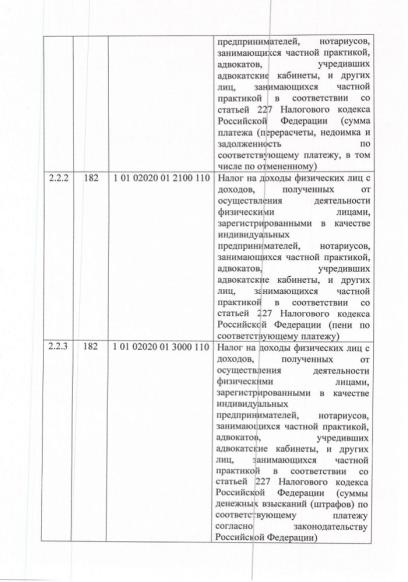 предпринимателей, нотариусов,
занимающихся частной практикой,
адвокатов, учредивших
адвокатские кабинеты, и других
лиц, занимающихся частной
практикой в соответствии со
статьей 227 Налогового кодекса
Российской Федерации (сумма
платежа (перерасчеты, недоимка и
задолженность по
соответствующему платежу, в том
числе по отмененному)
2.2.2 182 1 01 02020 01 2100 110 Налог на доходы физических лиц с
доходов, полученных от
осуществления деятельности
физическими лицами,
зарегистрированными в качестве
индивидуальных
предпринимателей, нотариусов,
занимающихся частной практикой,
адвокатов, учредивших
адвокатские кабинеты, и других
лиц, занимающихся частной
практикой в соответствии со
статьей 227 Налогового кодекса
Российской Федерации (пени по
соответствующему платежу)
2.2.3 182 1 01 02020 01 3000 110 Налог на доходы физических лиц с
доходов, полученных от
осуществления деятельности
физическими лицами,
зарегистрированными в качестве
индивидуальных
предпринимателей, нотариусов,
занимающихся частной практикой,
адвокатов, учредивших
адвокатские кабинеты, и других
лиц, занимающихся частной
практикой в соответствии со
статьей 227 Налогового кодекса
Российской Федерации (суммы
денежных взысканий (штрафов) по
соответствующему платежу
согласно законодательству
Российской Федерации)